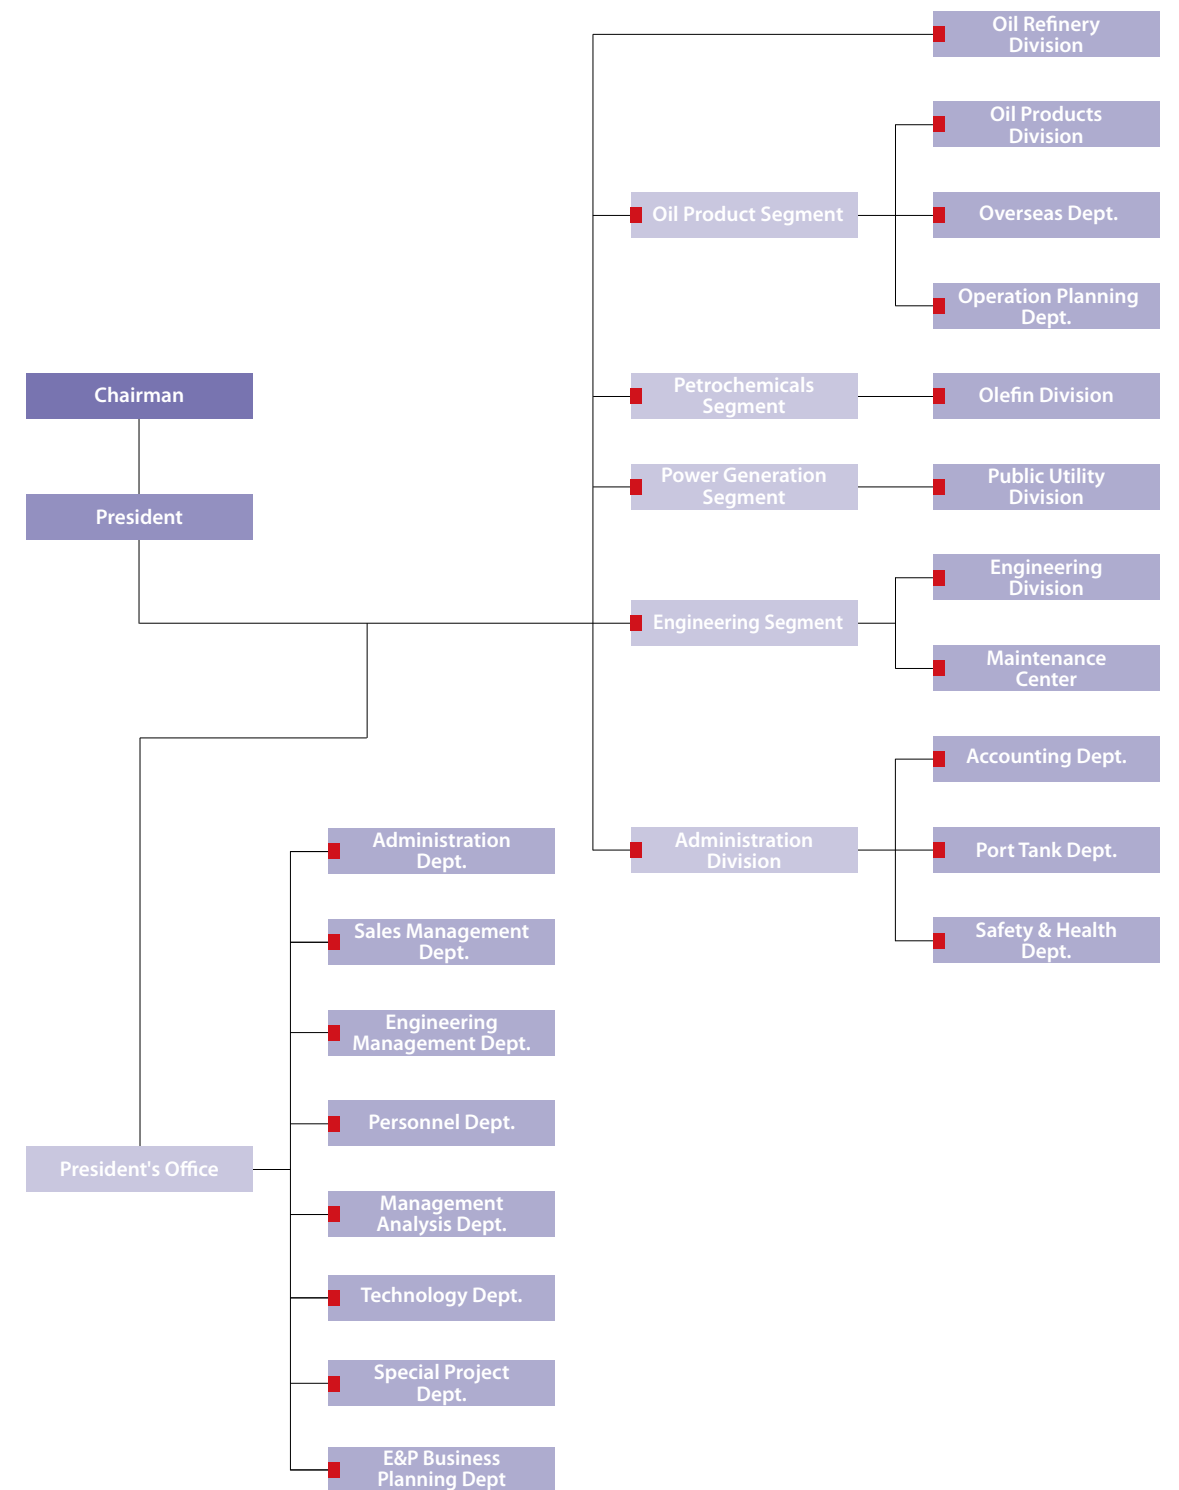 Oil Refinery
Division
Oil Products
Division
Oil Product Segment
Overseas Dept.
Operation Planning
Dept.
Chairman
Petrochemicals
Segment
Olefin Division
President
Power Generation
Segment
Public Utility
Division
Engineering
Division
Engineering Segment
Maintenance
Center
Accounting Dept.
Administration
Division
Port Tank Dept.
Safety & Health
Dept.
Administration
Dept.
Sales Management
Dept.
Engineering
Management Dept.
Personnel Dept.
President's Office
Management
Analysis Dept.
Technology Dept.
Special Project
Dept.
E&P Business
Planning Dept